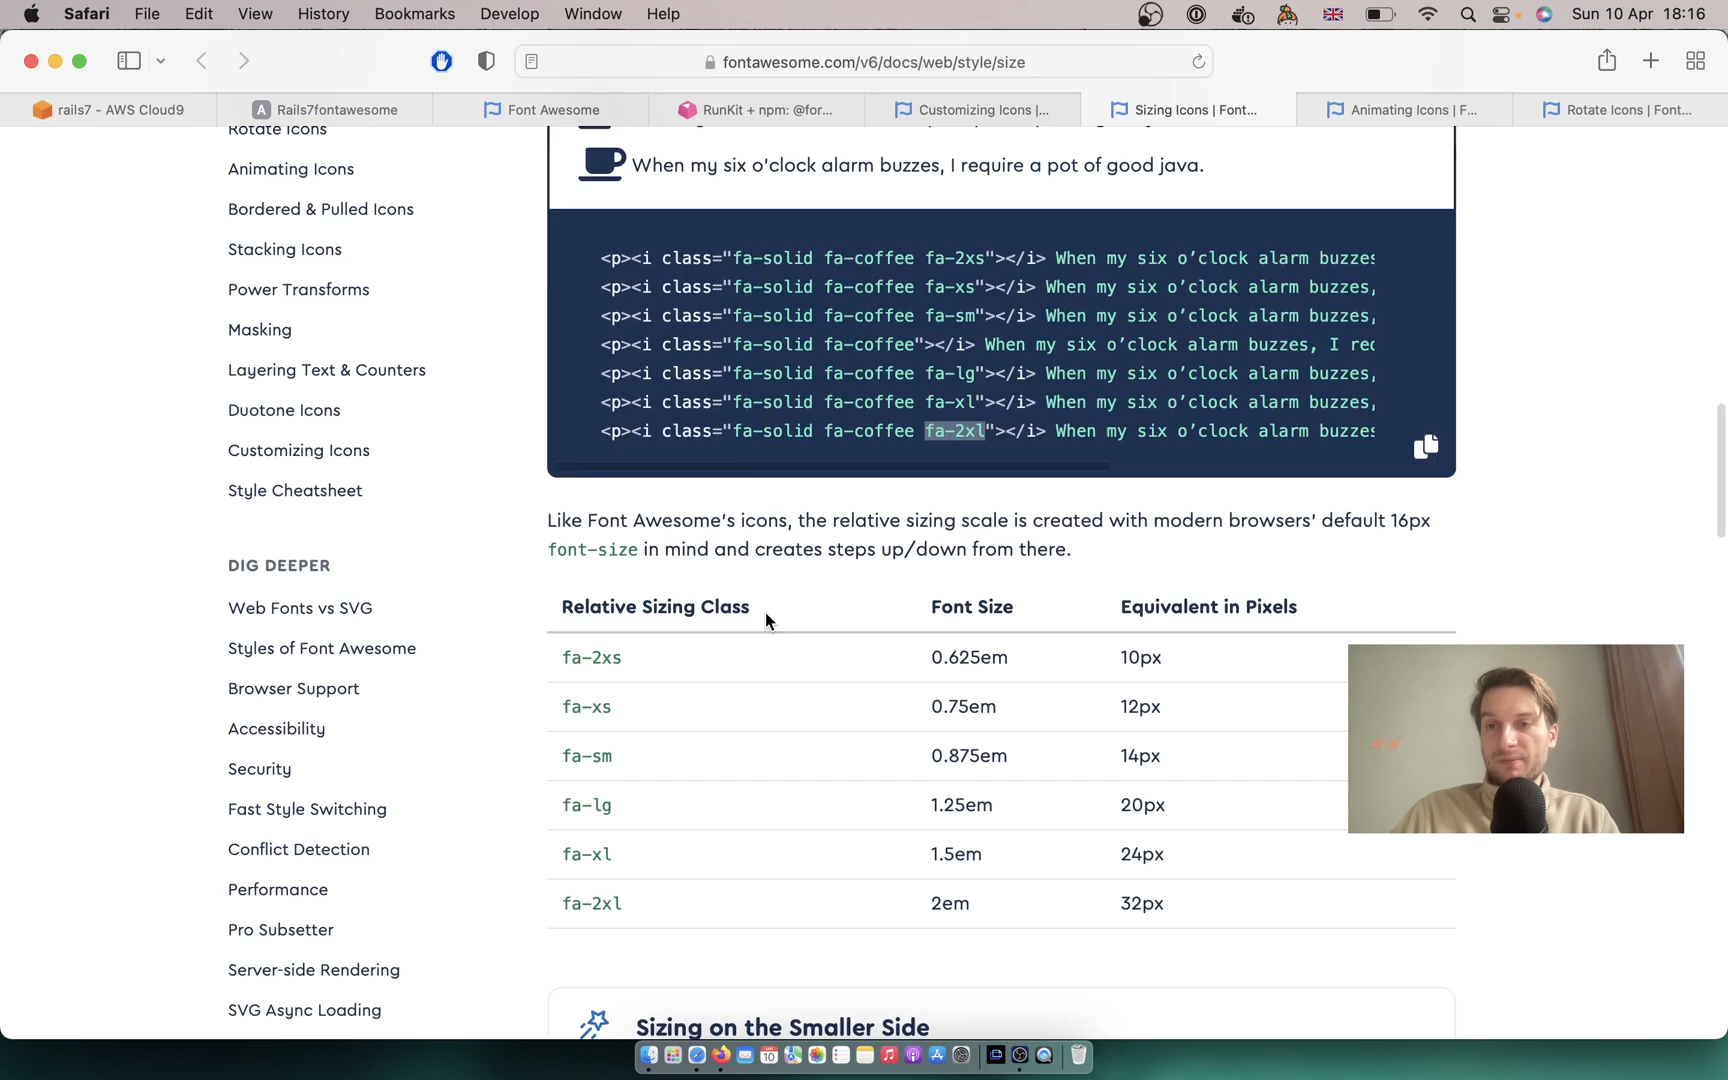 Safari File Edit View History Bookmarks Develop Window Help Sun 10 Apr 18:16
fontawesome.com/v6/docs/web/style/size
rails7 - AWS Cloud9 A Rails7fontawesome Font Awesome RunKit + npm: @for... Customizing Icons |... Sizing Icons | Font... Animating Icons | F... Rotate Icons | Font...
Rotate Icons
Animating Icons
Bordered & Pulled Icons
Stacking Icons
Power Transforms
Masking
Layering Text & Counters
Duotone Icons
Customizing Icons
Style Cheatsheet
DIG DEEPER
Web Fonts vs SVG
Styles of Font Awesome
Browser Support
Accessibility
Security
Fast Style Switching
Conflict Detection
Performance
Pro Subsetter
Server-side Rendering
SVG Async Loading
When my six o'clock alarm buzzes, I require a pot of good java.
<p><i class="fa-solid fa-coffee fa-2xs"></i> When my six o’clock alarm buzzes
<p><i class="fa-solid fa-coffee fa-xs"></i> When my six o’clock alarm buzzes,
<p><i class="fa-solid fa-coffee fa-sm"></i> When my six o’clock alarm buzzes,
<p><i class="fa-solid fa-coffee"></i> When my six o’clock alarm buzzes, I rec
<p><i class="fa-solid fa-coffee fa-lg"></i> When my six o’clock alarm buzzes,
<p><i class="fa-solid fa-coffee fa-xl"></i> When my six o’clock alarm buzzes,
<p><i class="fa-solid fa-coffee fa-2xl"></i> When my six o’clock alarm buzzes
Like Font Awesome's icons, the relative sizing scale is created with modern browsers' default 16px
font-size in mind and creates steps up/down from there.
Relative Sizing Class Font Size Equivalent in Pixels
fa-2xs 0.625em 10px
fa-xs 0.75em 12px
fa-sm 0.875em 14px
fa-lg 1.25em 20px
fa-xl 1.5em 24px
fa-2xl 2em 32px
Sizing on the Smaller Side
10